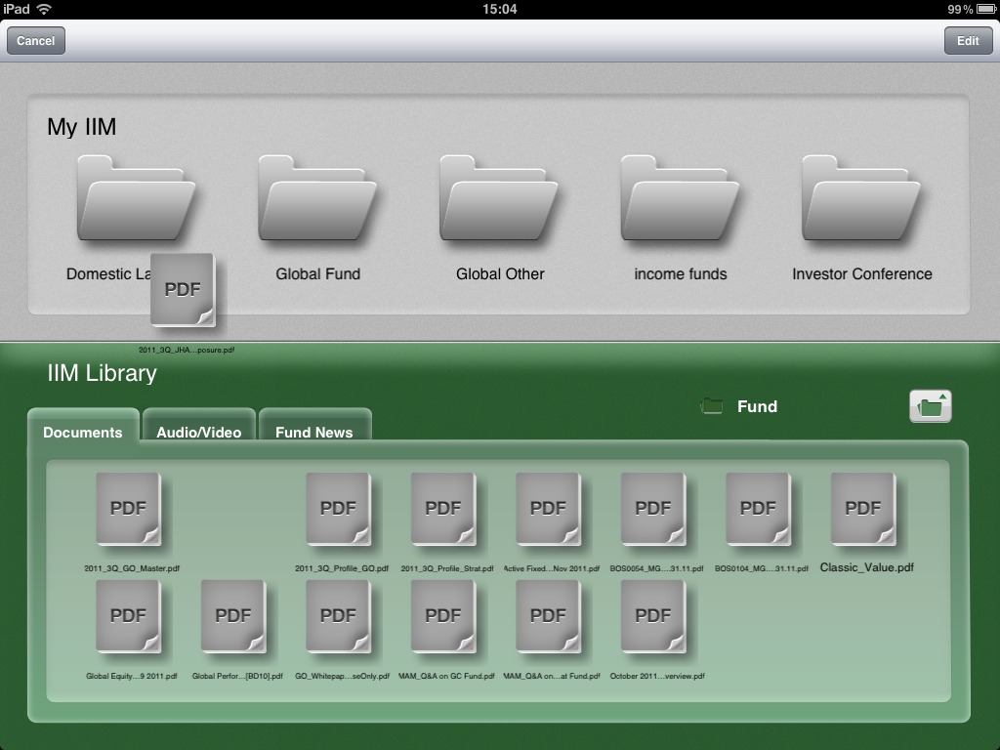 iPad 15:04 99%
Cancel Edit
My IIM
PDF
Domestic La Global Fund Global Other income funds Investor Conference
2011_3Q_JHA...posure.pdf
IIM Library
Fund
Documents Audio/Video Fund News
PDF PDF PDF PDF PDF PDF PDF
2011_3Q_GO_Master.pdf 2011_3Q_Profile_GO.pdf 2011_3Q_Profile_Strat.pdf Active Fixed...Nov 2011.pdf BOS0054_MG....31.11.pdf BOS0104_MG....31.11.pdf Classic_Value.pdf
PDF PDF PDF PDF PDF PDF
Global Equity...9 2011.pdf Global Perfor...[BD10].pdf GO_Whitepap...seOnly.pdf MAM_Q&A on GC Fund.pdf MAM_Q&A on...at Fund.pdf October 2011...verview.pdf